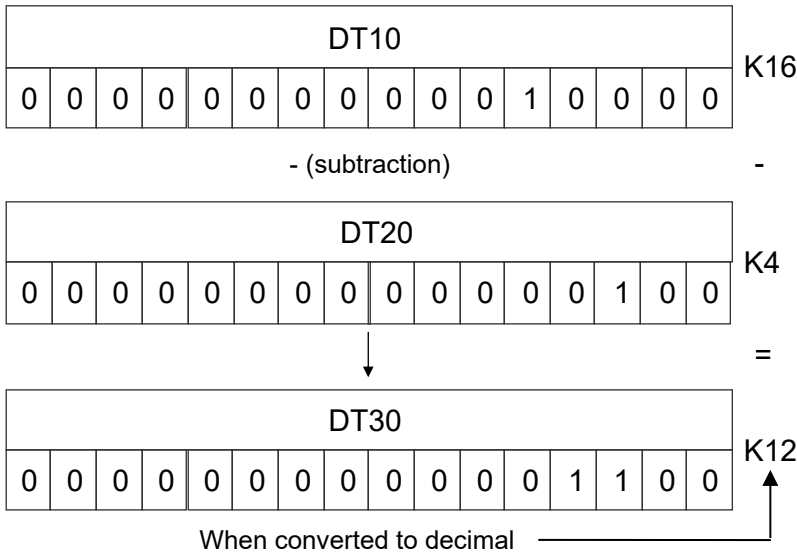 DT10
K16
0 0 0 0 0 0 0 0 0 0 0 1 0 0 0 0
- (subtraction) -
DT20
K4
0 0 0 0 0 0 0 0 0 0 0 0 0 1 0 0
=
DT30
K12
0 0 0 0 0 0 0 0 0 0 0 0 1 1 0 0
When converted to decimal